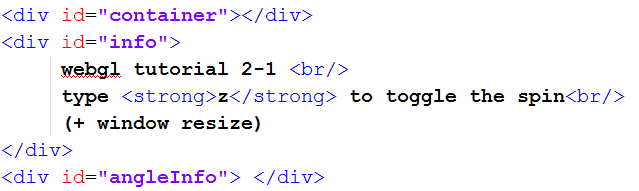 <div id="container"></div>
<div id="info">
webgl tutorial 2-1 <br/>
type <strong>z</strong> to toggle the spin<br/>
(+ window resize)
</div>
<div id="angleInfo"> </div>